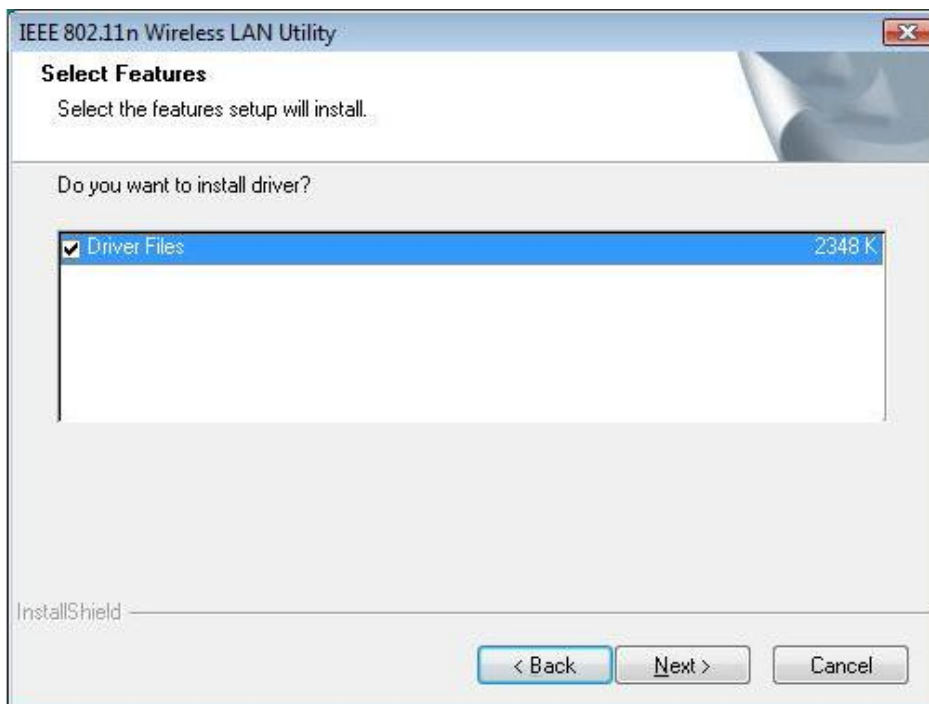 IEEE 802.11n Wireless LAN Utility
Select Features
Select the features setup will install.
Do you want to install driver?
Driver Files 2348 K
InstallShield
< Back Next > Cancel